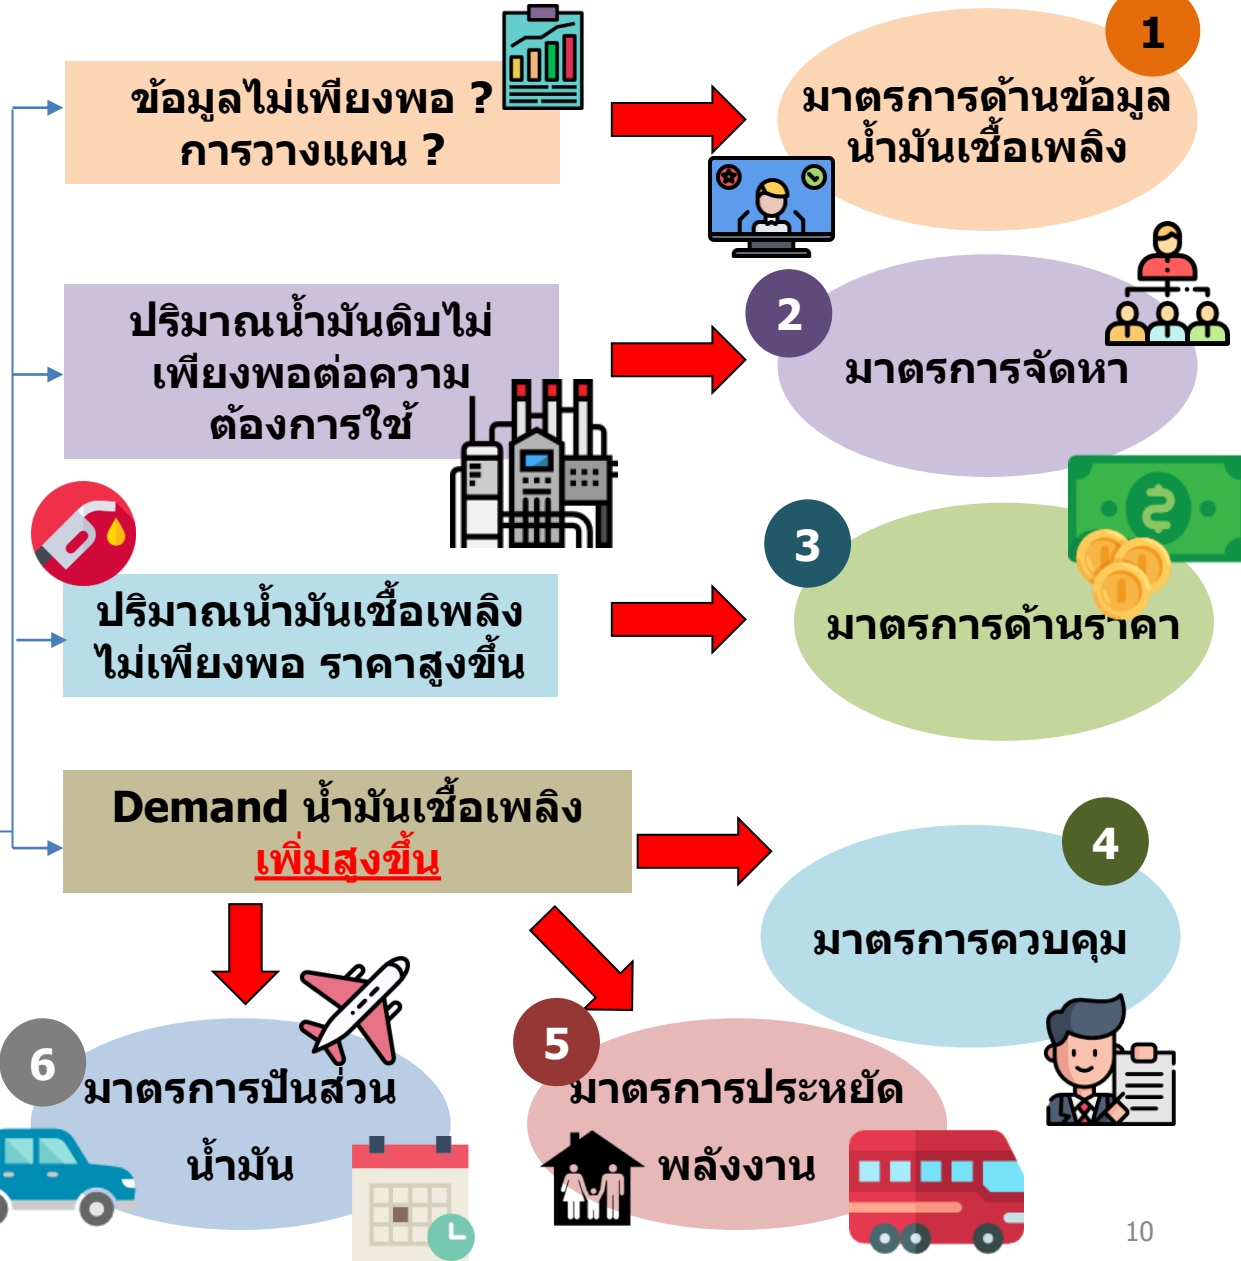 1
ข้อมูลไม่เพียงพอ ?
การวางแผน ?
มาตรการด้านข้อมูล
น้ำมันเชื้อเพลิง
2
ปริมาณน้ำมันดิบไม่
เพียงพอต่อความ
ต้องการใช้
มาตรการจัดหา
3
ปริมาณน้ำมันเชื้อเพลิง
ไม่เพียงพอ ราคาสูงขึ้น
มาตรการด้านราคา
Demand น้ำมันเชื้อเพลิง
เพิ่มสูงขึ้น
4
มาตรการควบคุม
6
มาตรการปันส่วน
น้ำมัน
5
มาตรการประหยัด
พลังงาน
10